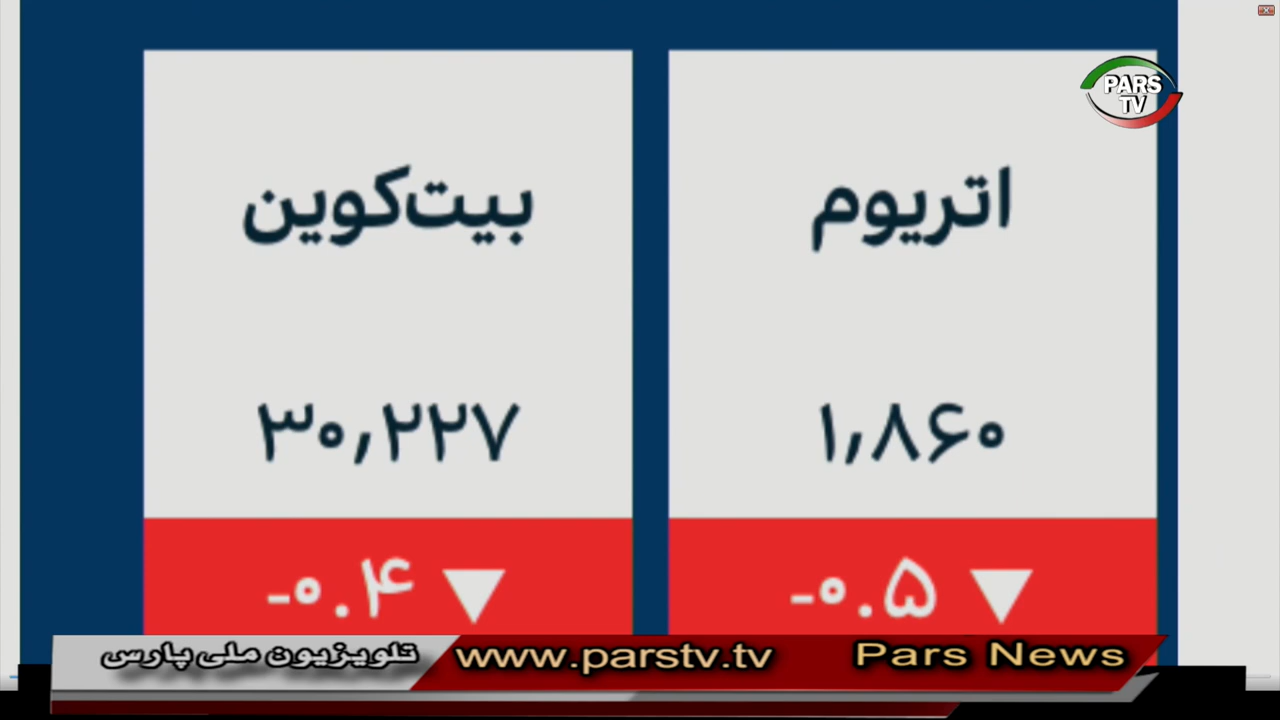 PARS
TV
اتریوم
۱,۸۶۰
-۰.۵
بیت‌کوین
۳۰,۲۲۷
-۰.۴
تلویزیون ملی پارس
www.parstv.tv
Pars News